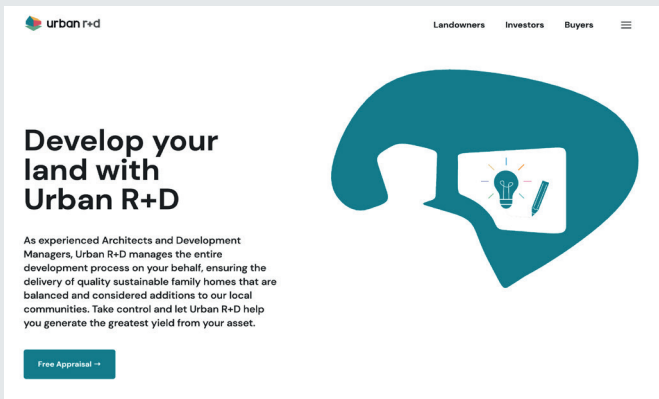 urban r+d
Landowners Investors Buyers
Develop your
land with
Urban R+D
As experienced Architects and Development
Managers, Urban R+D manages the entire
development process on your behalf, ensuring the
delivery of quality sustainable family homes that are
balanced and considered additions to our local
communities. Take control and let Urban R+D help
you generate the greatest yield from your asset.
Free Appraisal →